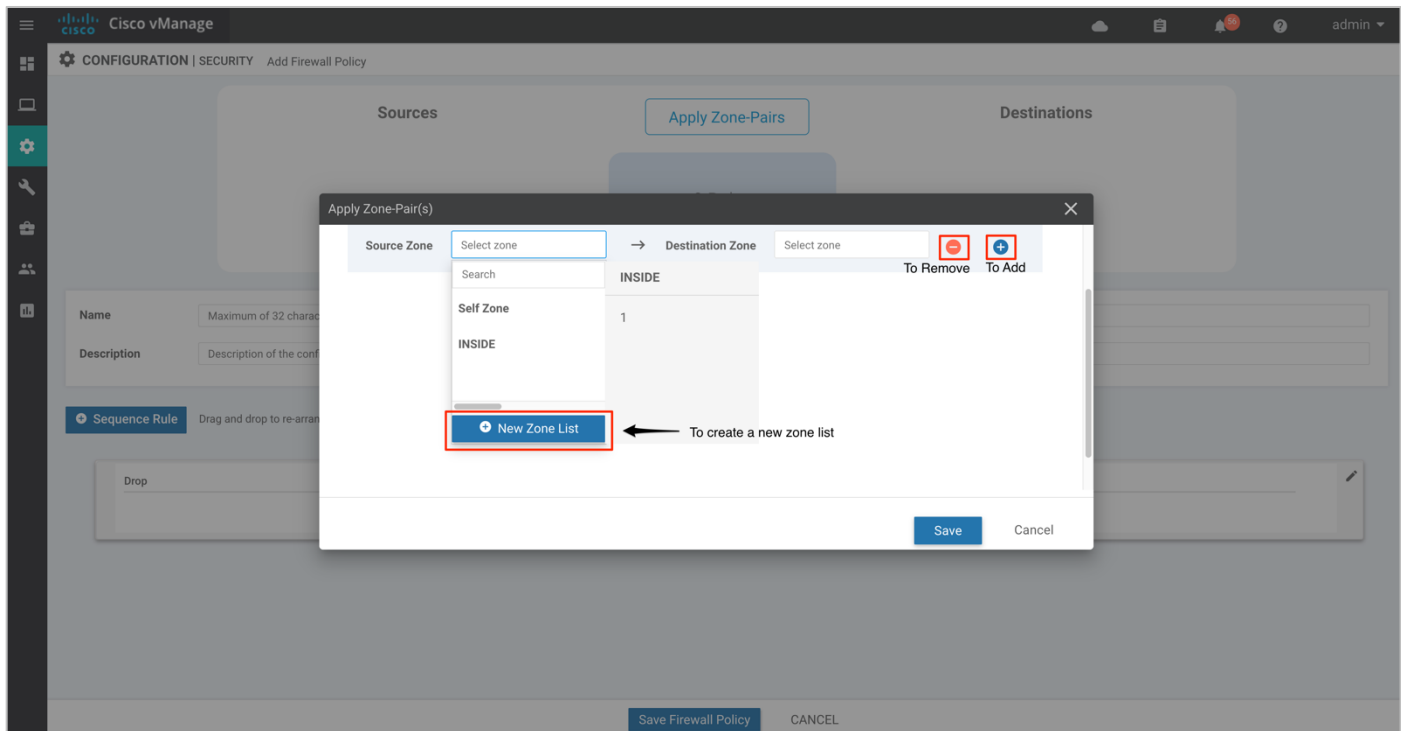 cisco Cisco vManage
56
admin
CONFIGURATION | SECURITY Add Firewall Policy
Sources
Apply Zone-Pairs
Destinations
Apply Zone-Pair(s)
Source Zone Select zone → Destination Zone Select zone
To Remove To Add
Search
INSIDE
Self Zone
1
INSIDE
New Zone List
To create a new zone list
Name Maximum of 32 charac
Description Description of the conf
Sequence Rule Drag and drop to re-arran
Drop
Save Cancel
Save Firewall Policy CANCEL